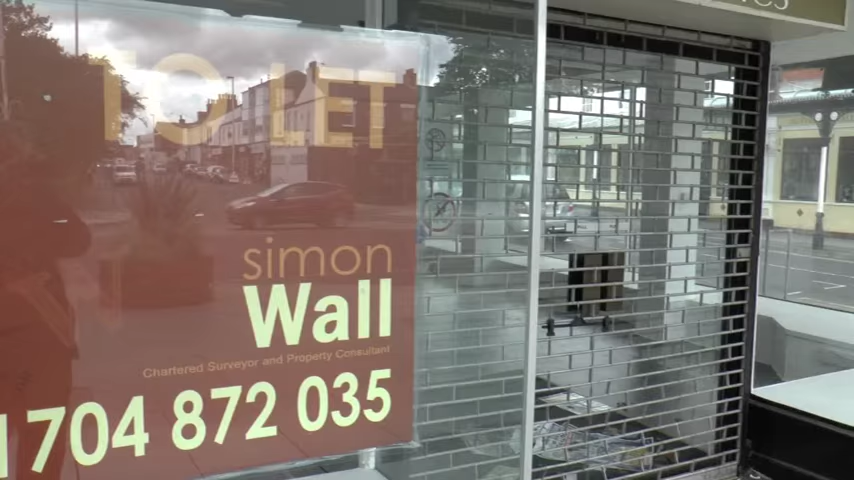 TO LET
simon
Wall
Chartered Surveyor and Property Consultant
1704 872 035